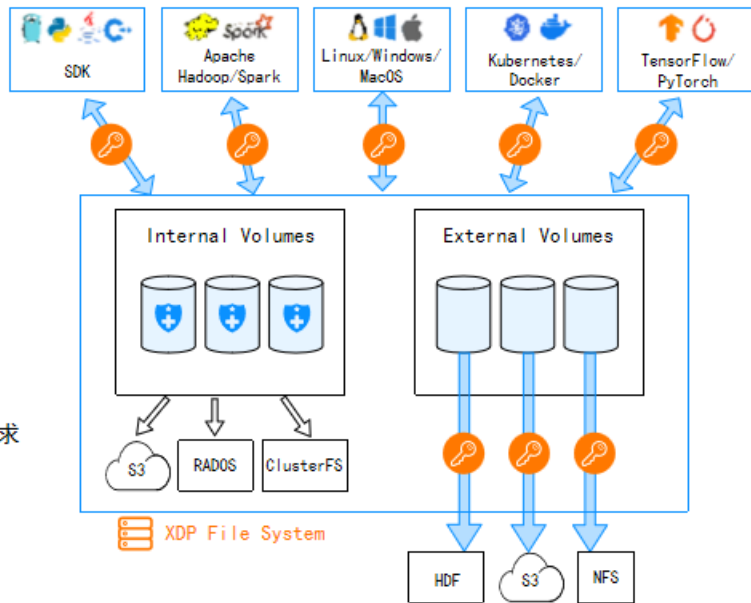 Spark
SDK
Apache
Hadoop/Spark
Linux/Windows/
MacOS
Kubernetes/
Docker
TensorFlow/
PyTorch
Internal Volumes
External Volumes
求
S3
RADOS
ClusterFS
XDP File System
HDF
S3
NFS